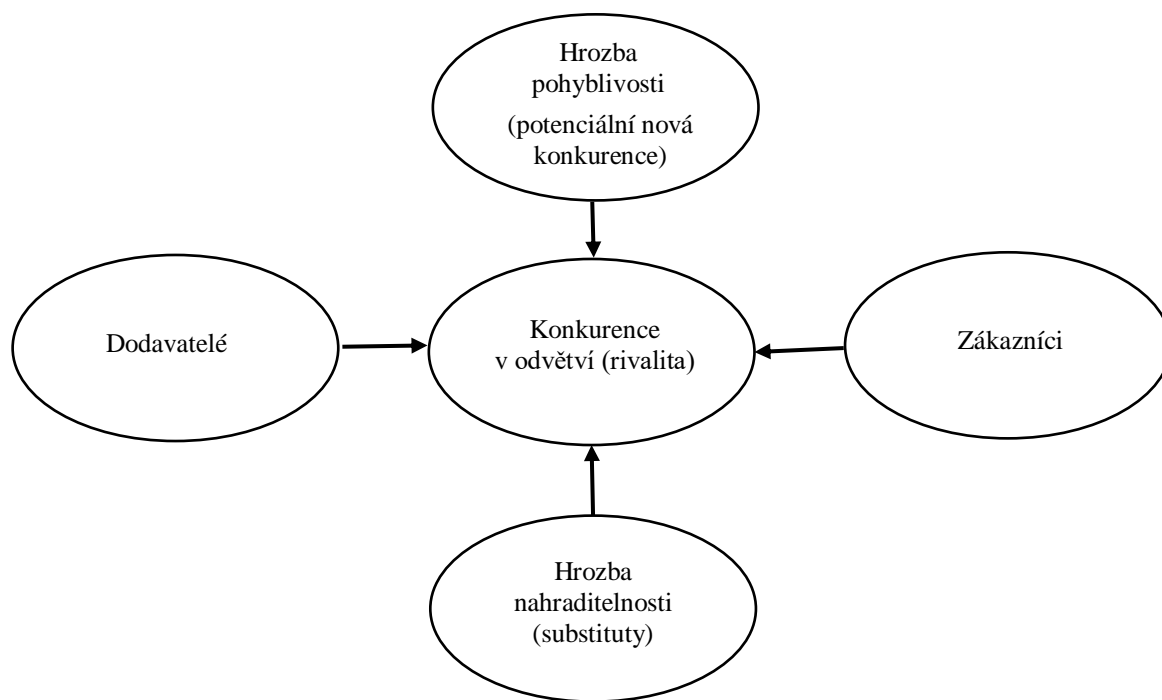 Hrozba
pohyblivosti
(potenciální nová
konkurence)
Dodavatelé
Konkurence
v odvětví (rivalita)
Zákazníci
Hrozba
nahraditelnosti
(substituty)